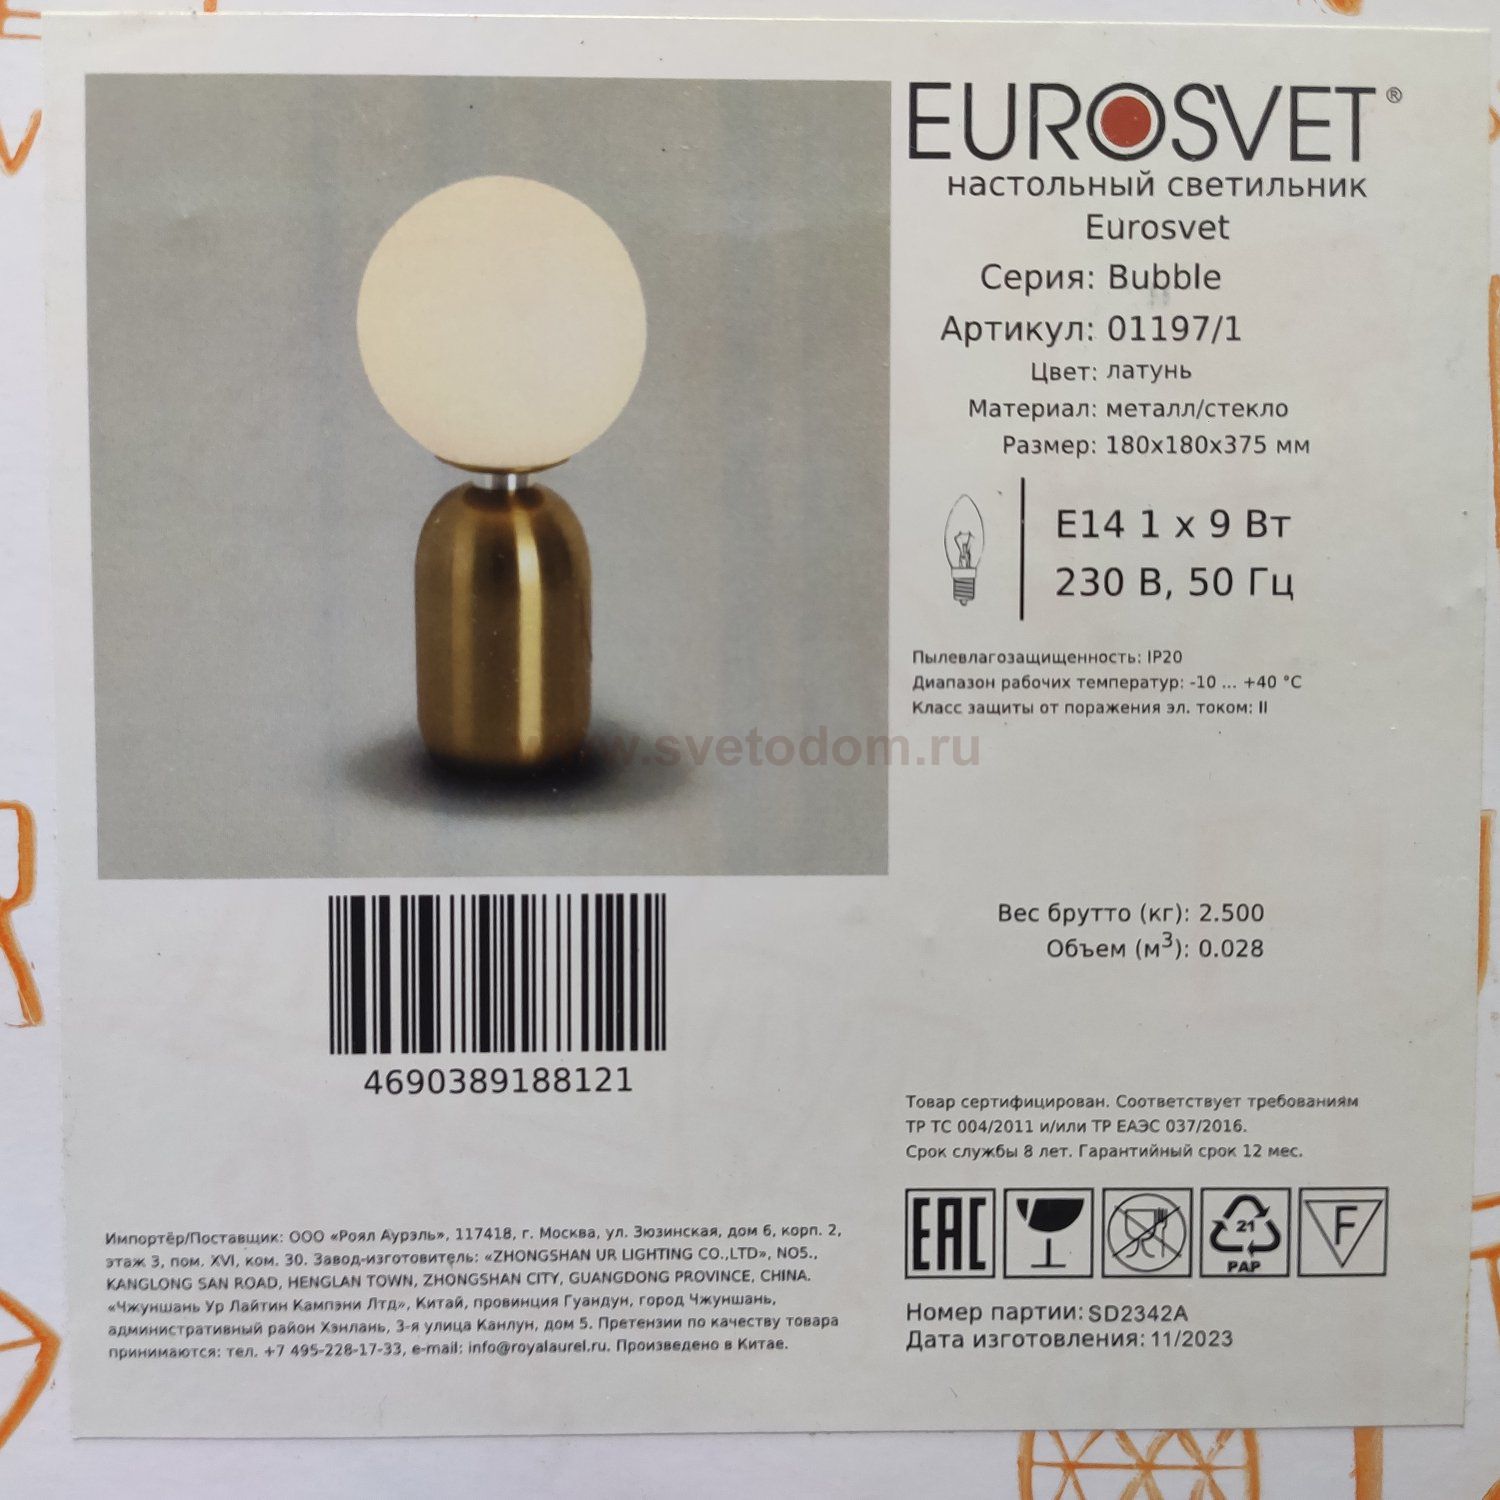 EUROSVET®
настольный светильник
Eurosvet
Серия: Bubble
Артикул: 01197/1
Цвет: латунь
Материал: металл/стекло
Размер: 180x180x375 мм
E14 1 x 9 Вт
230 В, 50 Гц
Пылевлагозащищенность: IP20
Диапазон рабочих температур: -10 ... +40 °C
Класс защиты от поражения эл. током: II
www.svetodom.ru
Вес брутто (кг): 2.500
Объем (м³): 0.028
4690389188121
Товар сертифицирован. Соответствует требованиям
ТР ТС 004/2011 и/или ТР ЕАЭС 037/2016.
Срок службы 8 лет. Гарантийный срок 12 мес.
EAC
21
PAP
F
Номер партии: SD2342A
Дата изготовления: 11/2023
Импортёр/Поставщик: ООО «Роял Аурэль», 117418, г. Москва, ул. Зюзинская, дом 6, корп. 2,
этаж 3, пом. XVI, ком. 30. Завод-изготовитель: «ZHONGSHAN UR LIGHTING CO.,LTD», NO5.,
KANGLONG SAN ROAD, HENGLAN TOWN, ZHONGSHAN CITY, GUANGDONG PROVINCE, CHINA.
«Чжуншань Ур Лайтин Кампэни Лтд», Китай, провинция Гуандун, город Чжуншань,
административный район Хэнлань, 3-я улица Канлун, дом 5. Претензии по качеству товара
принимаются: тел. +7 495-228-17-33, e-mail: info@royalaurel.ru. Произведено в Китае.